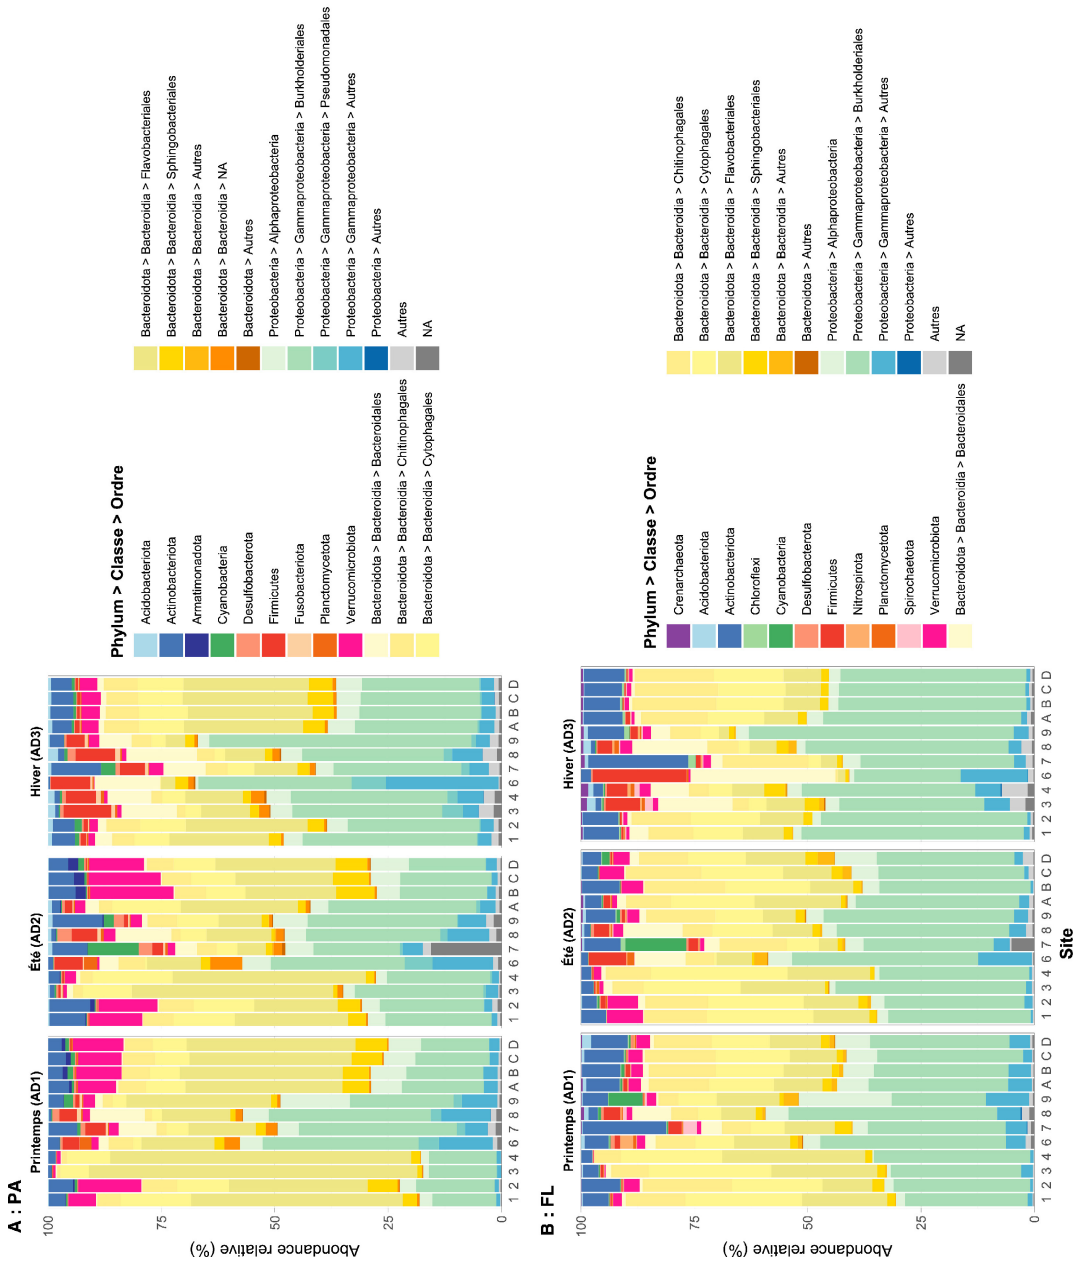 A : PA
Printemps (AD1)
Été (AD2)
Hiver (AD3)
Abondance relative (%)
100
75
50
25
0
1 2 3 4 6 7 8 9 A B C D
1 2 3 4 6 7 8 9 A B C D
1 2 3 4 6 7 8 9 A B C D
Phylum > Classe > Ordre
Acidobacteriota
Actinobacteriota
Armatimonadota
Cyanobacteria
Desulfobacterota
Firmicutes
Fusobacteriota
Planctomycetota
Verrucomicrobiota
Bacteroidota > Bacteroidia > Bacteroidales
Bacteroidota > Bacteroidia > Chitinophagales
Bacteroidota > Bacteroidia > Cytophagales
Bacteroidota > Bacteroidia > Flavobacteriales
Bacteroidota > Bacteroidia > Sphingobacteriales
Bacteroidota > Bacteroidia > Autres
Bacteroidota > Bacteroidia > NA
Bacteroidota > Autres
Proteobacteria > Alphaproteobacteria
Proteobacteria > Gammaproteobacteria > Burkholderiales
Proteobacteria > Gammaproteobacteria > Pseudomonadales
Proteobacteria > Gammaproteobacteria > Autres
Proteobacteria > Autres
Autres
NA
B : FL
Printemps (AD1)
Été (AD2)
Hiver (AD3)
Abondance relative (%)
100
75
50
25
0
1 2 3 4 6 7 8 9 A B C D
1 2 3 4 6 7 8 9 A B C D
1 2 3 4 6 7 8 9 A B C D
Site
Phylum > Classe > Ordre
Crenarchaeota
Acidobacteriota
Actinobacteriota
Chloroflexi
Cyanobacteria
Desulfobacterota
Firmicutes
Nitrospirota
Planctomycetota
Spirochaetota
Verrucomicrobiota
Bacteroidota > Bacteroidia > Bacteroidales
Bacteroidota > Bacteroidia > Chitinophagales
Bacteroidota > Bacteroidia > Cytophagales
Bacteroidota > Bacteroidia > Flavobacteriales
Bacteroidota > Bacteroidia > Sphingobacteriales
Bacteroidota > Bacteroidia > Autres
Bacteroidota > Autres
Proteobacteria > Alphaproteobacteria
Proteobacteria > Gammaproteobacteria > Burkholderiales
Proteobacteria > Gammaproteobacteria > Autres
Proteobacteria > Autres
Autres
NA